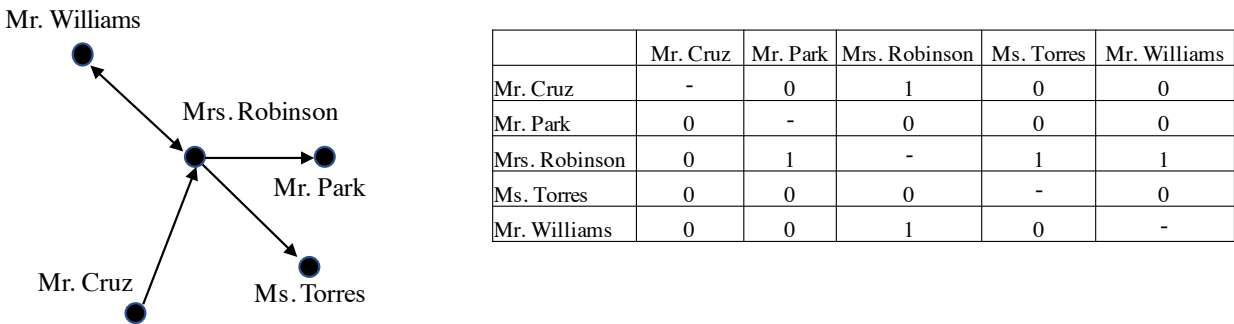 Mr. Williams
Mrs. Robinson
Mr. Park
Mr. Cruz
Ms. Torres
Mr. Cruz Mr. Park Mrs. Robinson Ms. Torres Mr. Williams
Mr. Cruz - 0 1 0 0
Mr. Park 0 - 0 0 0
Mrs. Robinson 0 1 - 1 1
Ms. Torres 0 0 0 - 0
Mr. Williams 0 0 1 0 -